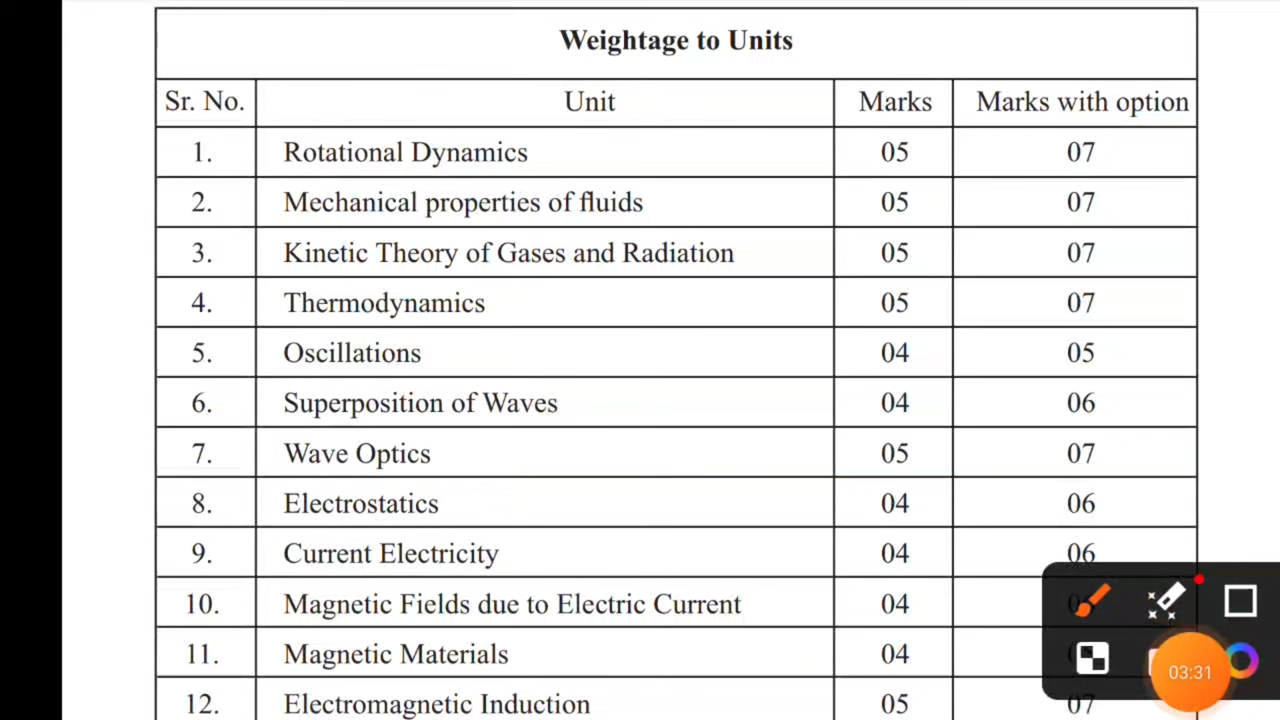 Weightage to Units
Sr. No. Unit Marks Marks with option
1. Rotational Dynamics 05 07
2. Mechanical properties of fluids 05 07
3. Kinetic Theory of Gases and Radiation 05 07
4. Thermodynamics 05 07
5. Oscillations 04 05
6. Superposition of Waves 04 06
7. Wave Optics 05 07
8. Electrostatics 04 06
9. Current Electricity 04 06
10. Magnetic Fields due to Electric Current 04
11. Magnetic Materials 04
12. Electromagnetic Induction 05 07
03:31